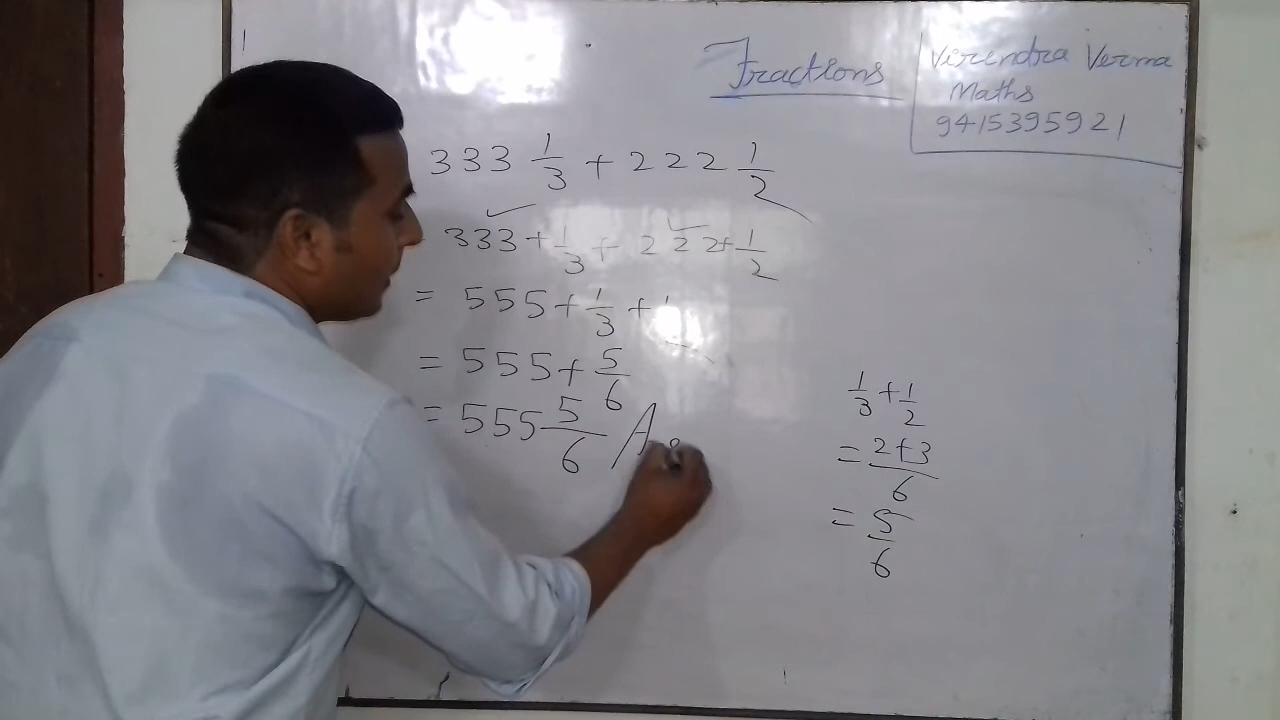 Fractions
Virendra Verma
Maths
9415395921
333 1/3 + 222 1/2
333 + 1/3 + 222 + 1/2
= 555 + 1/3 +
= 555 + 5/6
= 555 5/6
1/3 + 1/2
= 2+3/6
= 5/6